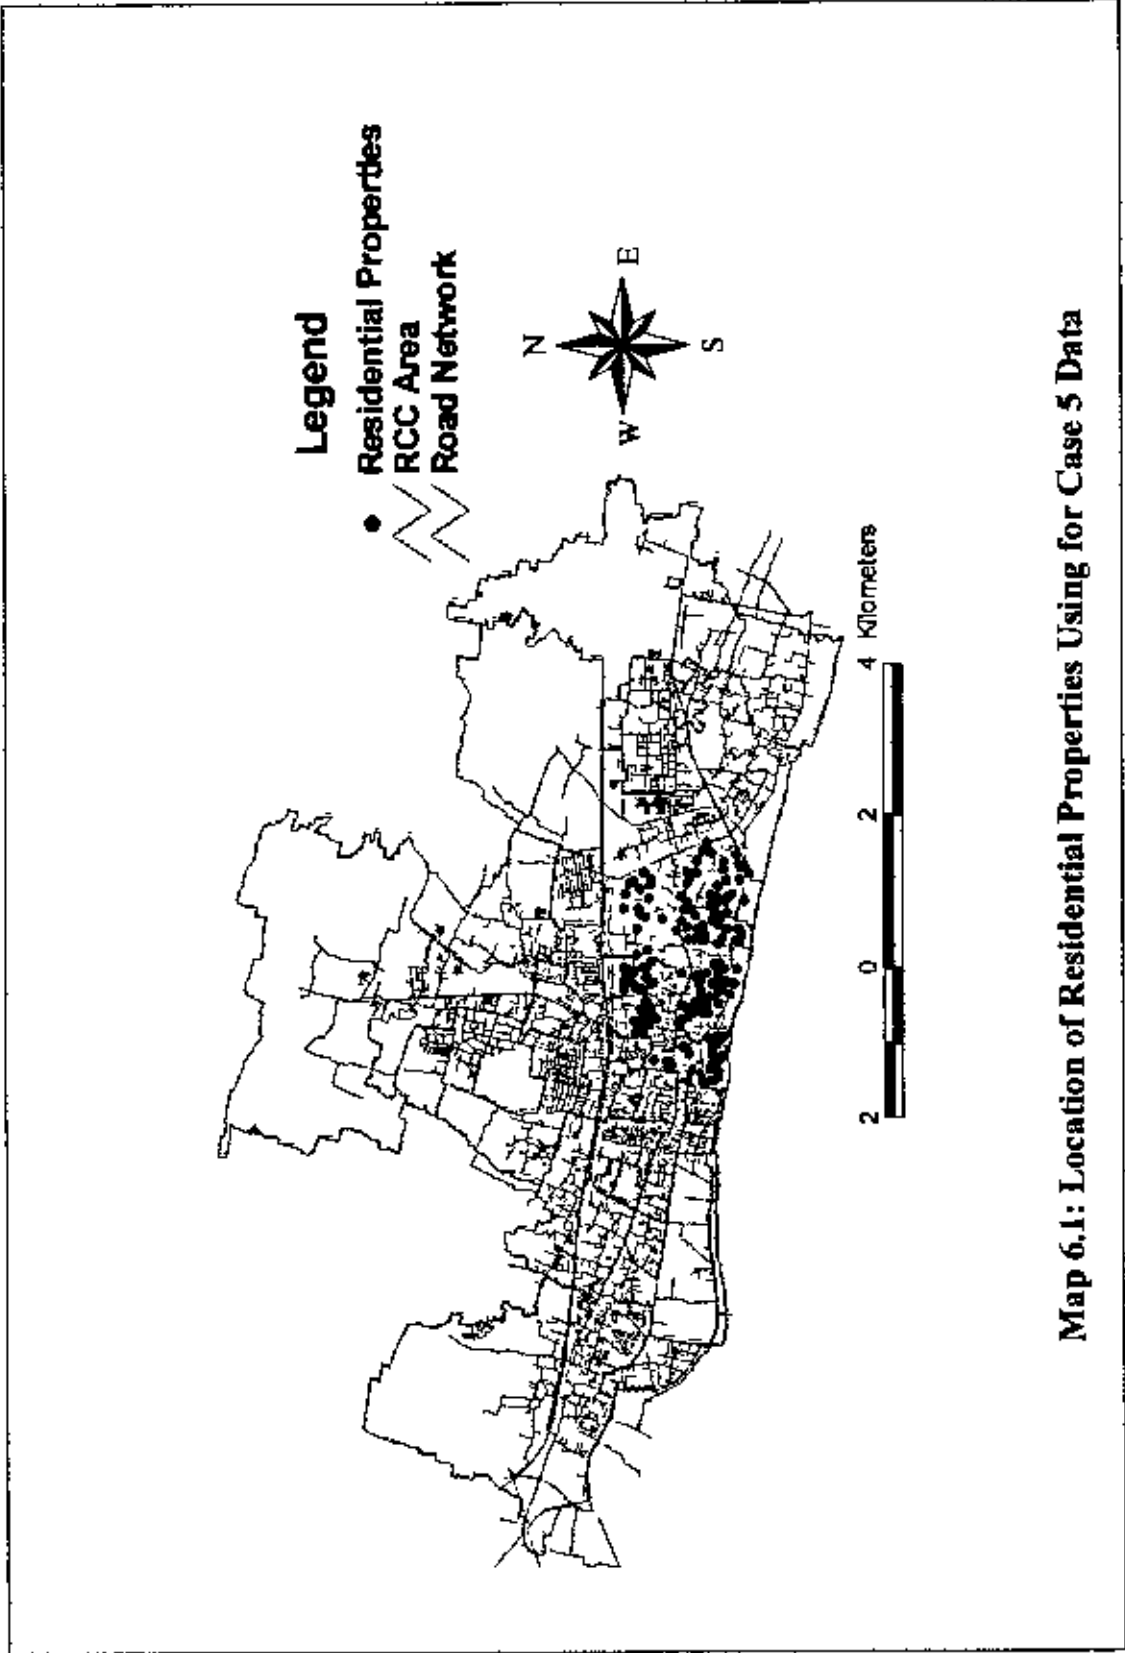 Legend
Residential Properties
RCC Area
Road Network
N
W E
S
2 0 2 4 Kilometers
Map 6.1: Location of Residential Properties Using for Case 5 Data